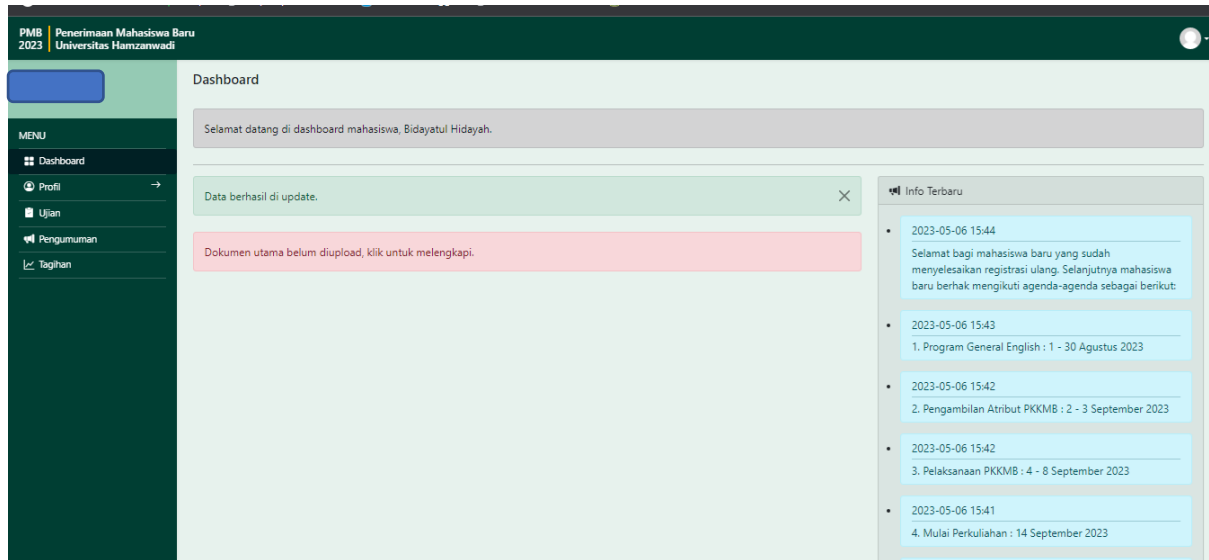 PMB Penerimaan Mahasiswa Baru
2023 Universitas Hamzanwadi
MENU
Dashboard
Profil
Ujian
Pengumuman
Tagihan
Dashboard
Selamat datang di dashboard mahasiswa, Bidayatul Hidayah.
Data berhasil di update.
Dokumen utama belum diupload, klik untuk melengkapi.
Info Terbaru
2023-05-06 15:44
Selamat bagi mahasiswa baru yang sudah
menyelesaikan registrasi ulang. Selanjutnya mahasiswa
baru berhak mengikuti agenda-agenda sebagai berikut:
2023-05-06 15:43
1. Program General English : 1 - 30 Agustus 2023
2023-05-06 15:42
2. Pengambilan Atribut PKKMB : 2 - 3 September 2023
2023-05-06 15:42
3. Pelaksanaan PKKMB : 4 - 8 September 2023
2023-05-06 15:41
4. Mulai Perkuliahan : 14 September 2023